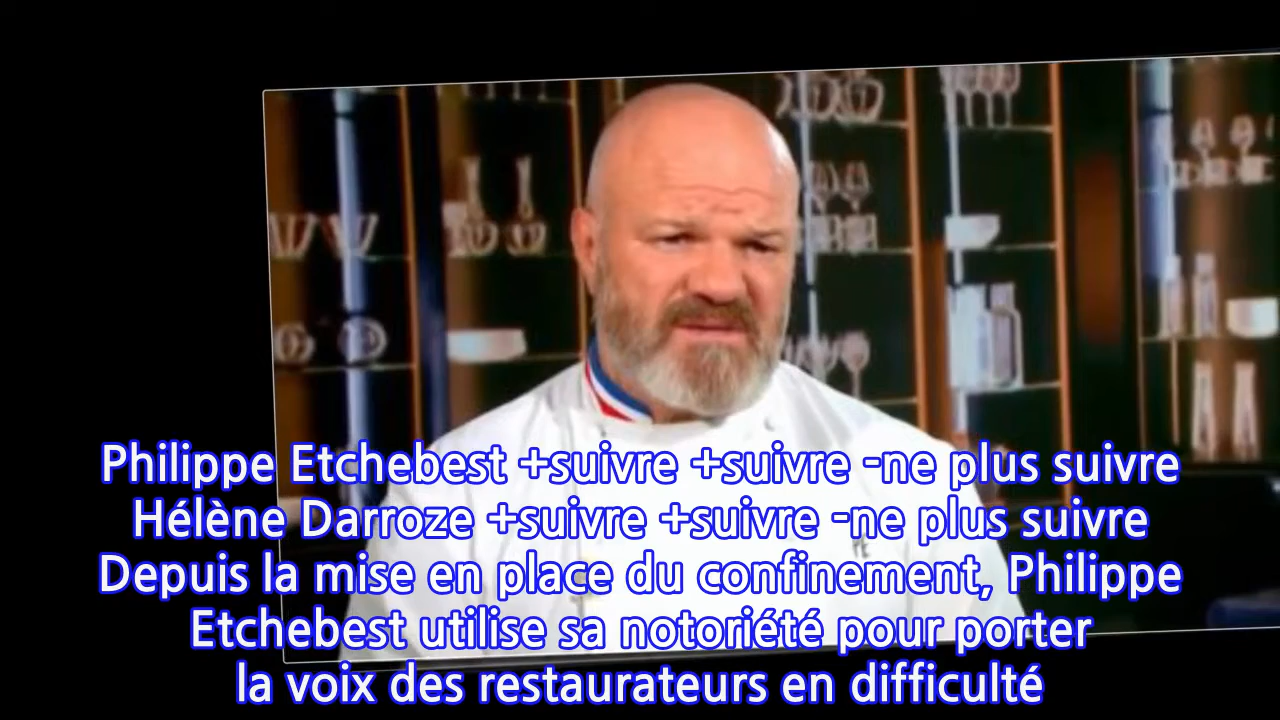 Philippe Etchebest +suivre +suivre -ne plus suivre
Hélène Darroze +suivre +suivre -ne plus suivre
Depuis la mise en place du confinement, Philippe
Etchebest utilise sa notoriété pour porter
la voix des restaurateurs en difficulté
PE